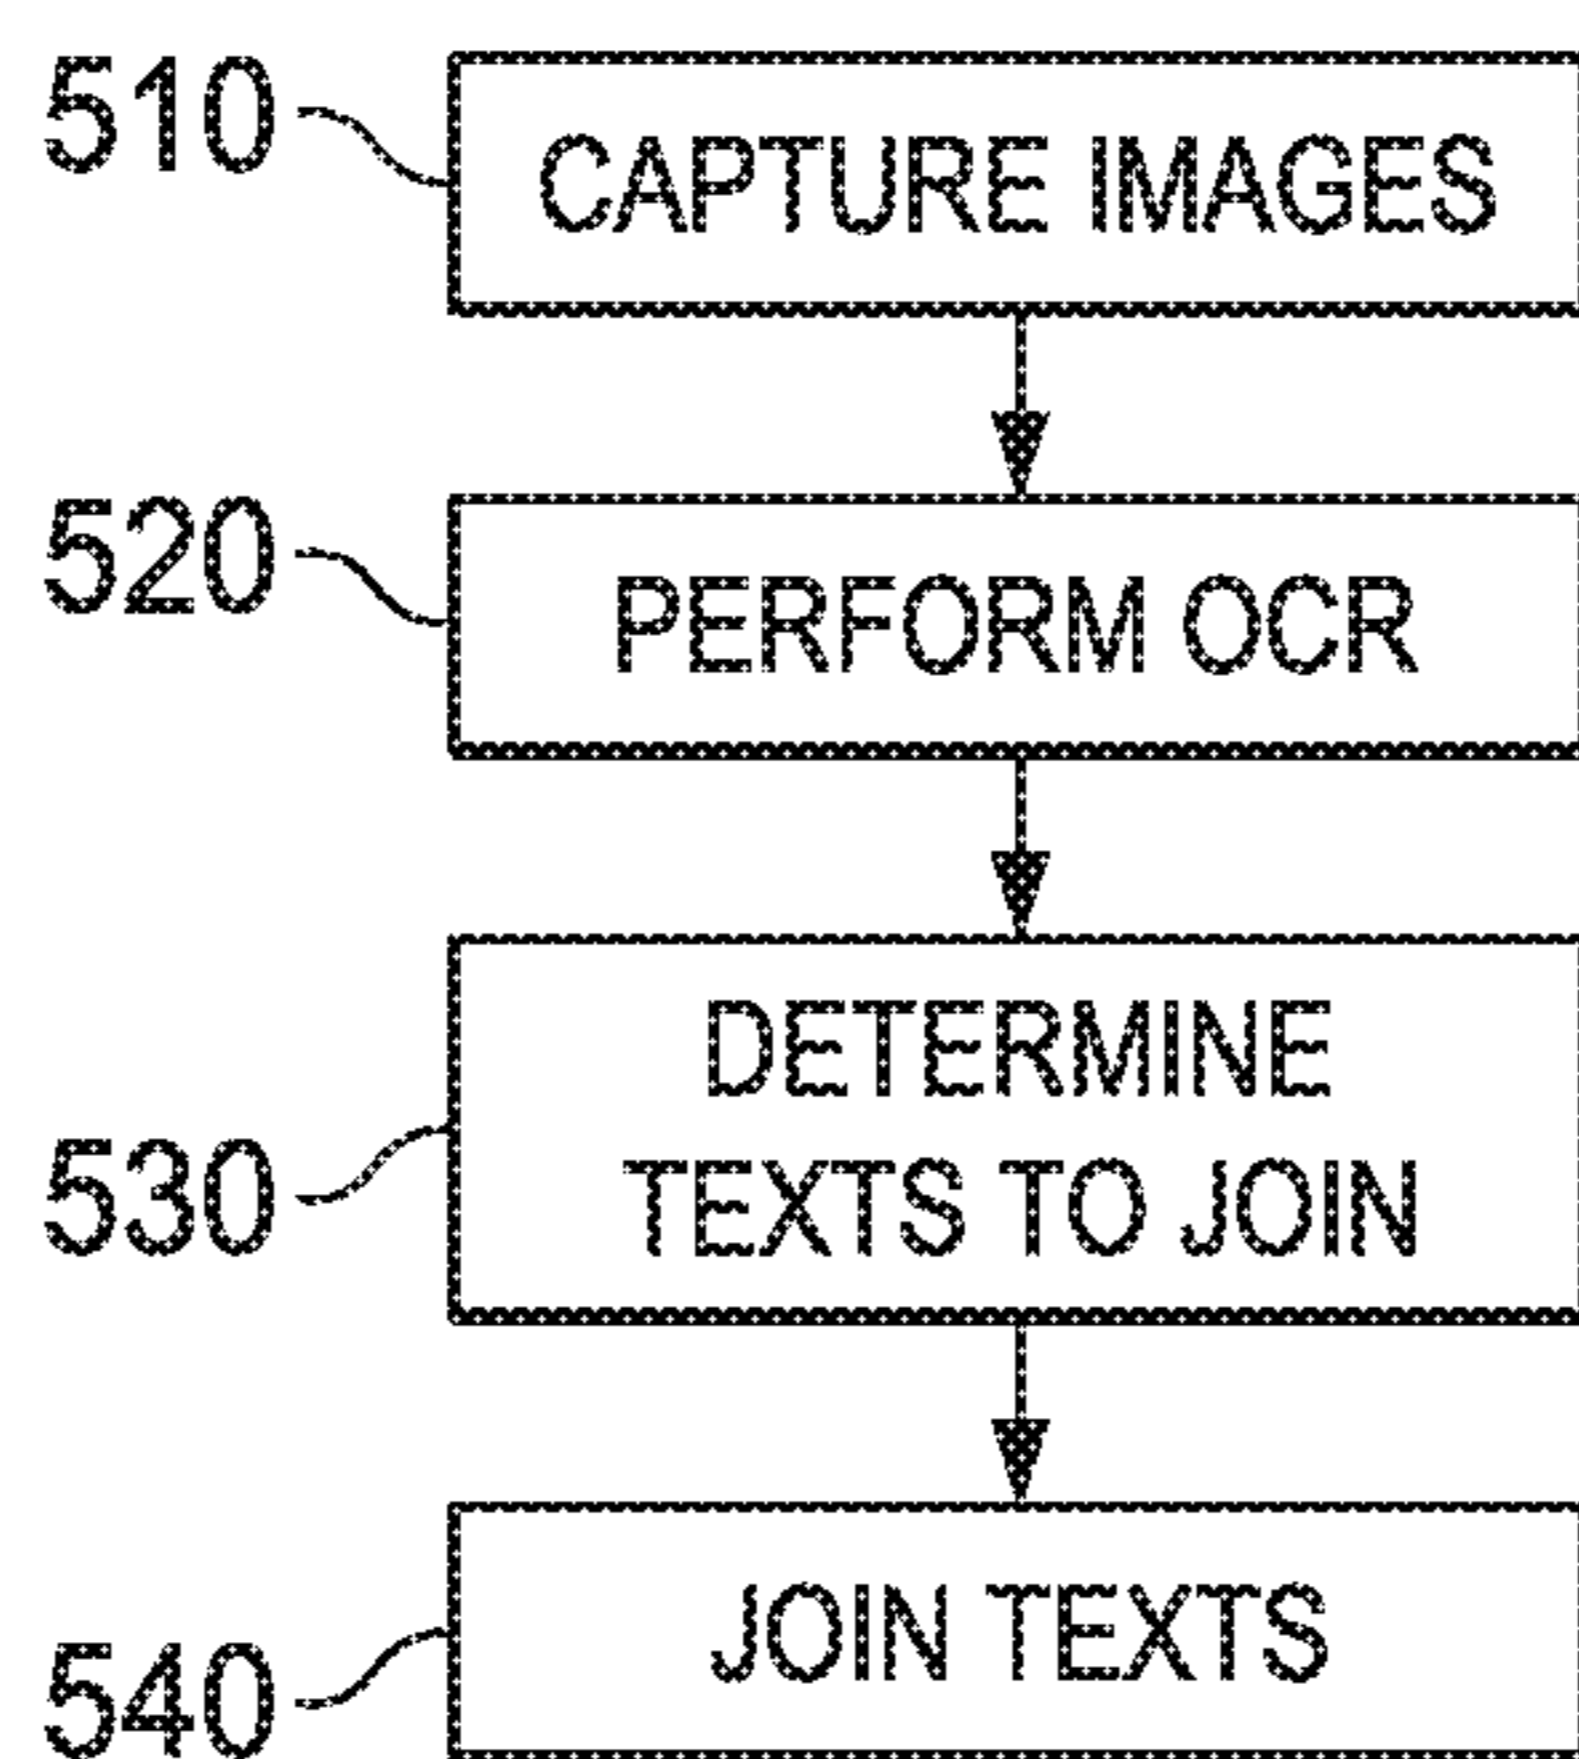 510 CAPTURE IMAGES
520 PERFORM OCR
DETERMINE
530 TEXTS TO JOIN
540 JOIN TEXTS